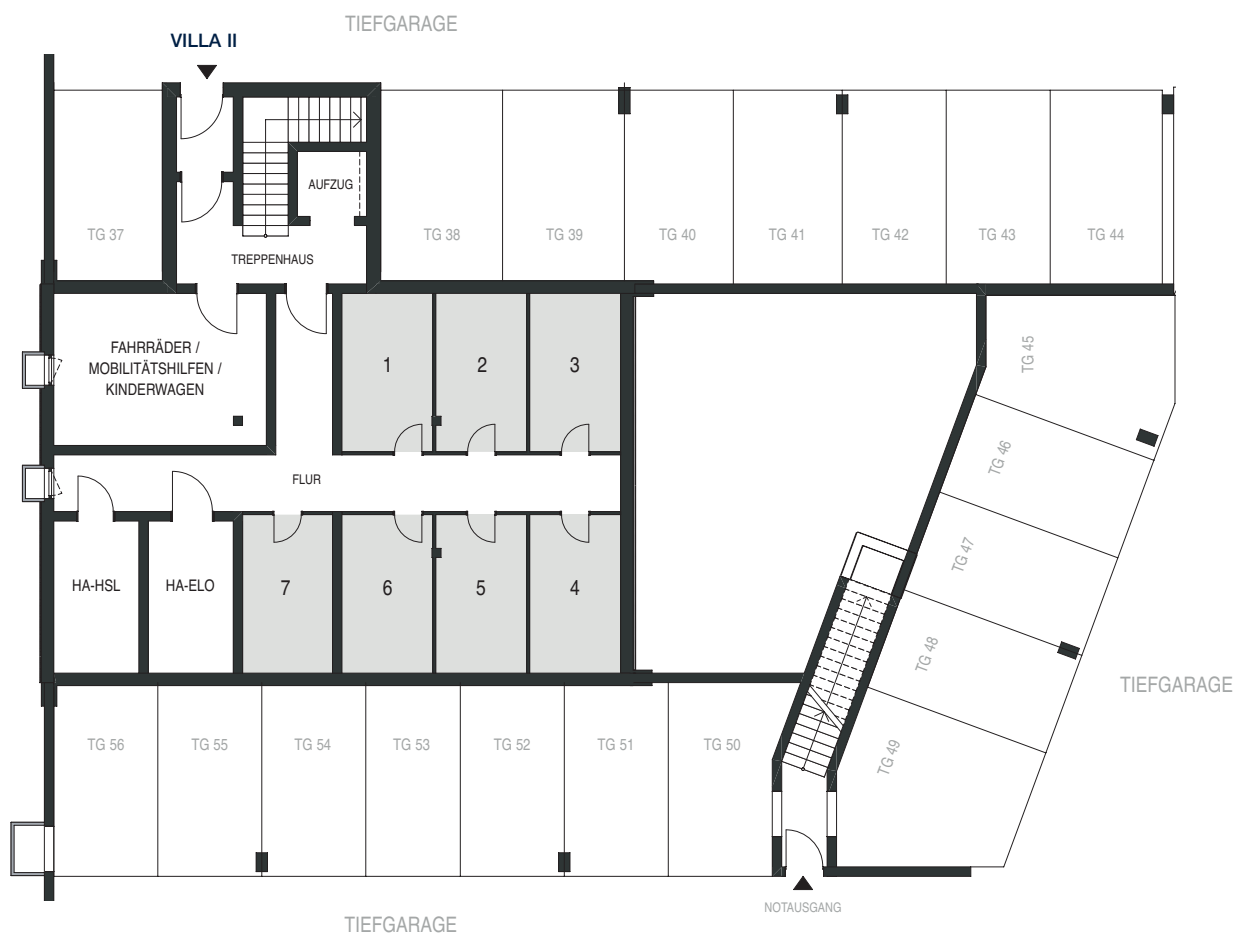 TIEFGARAGE
VILLA II
AUFZUG
TG 37
TG 38
TG 39
TG 40
TG 41
TG 42
TG 43
TG 44
TREPPENHAUS
FAHRRÄDER /
MOBILITÄTSHILFEN /
KINDERWAGEN
1
2
3
TG 45
TG 46
FLUR
TG 47
HA-HSL
HA-ELO
7
6
5
4
TG 48
TIEFGARAGE
TG 56
TG 55
TG 54
TG 53
TG 52
TG 51
TG 50
TG 49
NOTAUSGANG
TIEFGARAGE